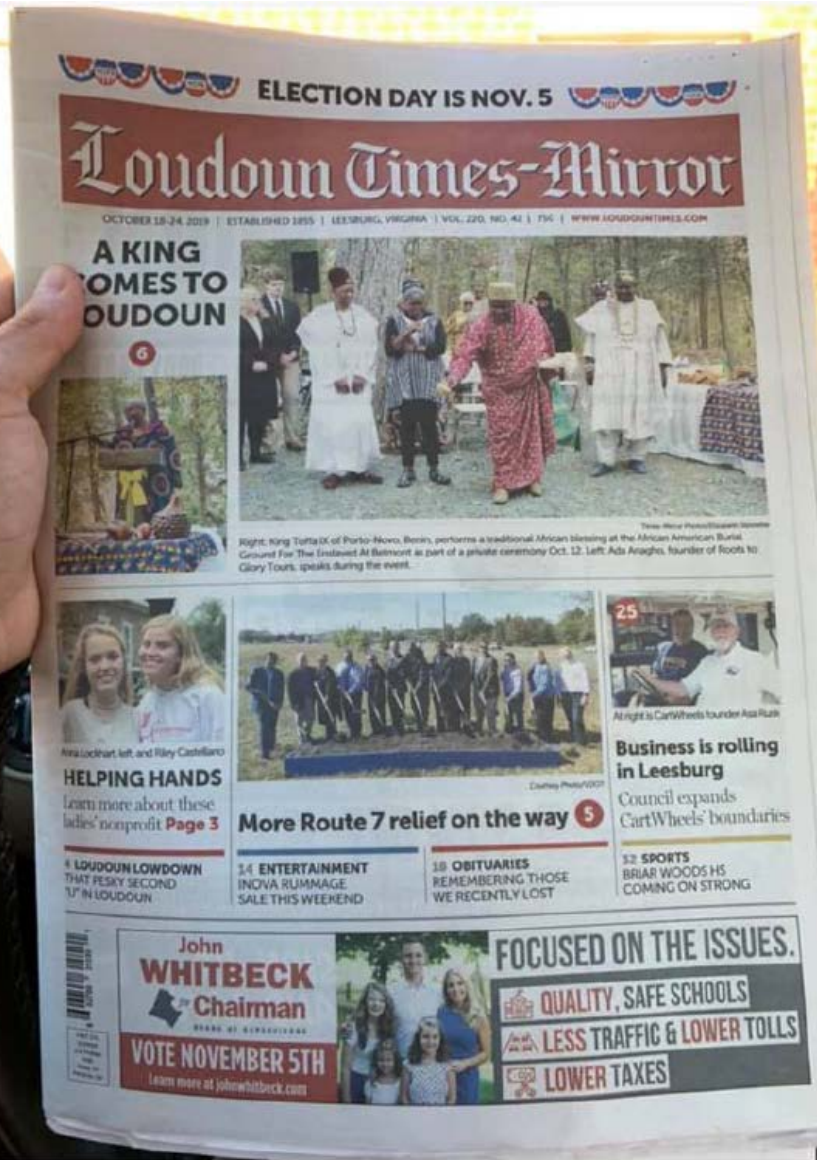 ELECTION DAY IS NOV. 5
Loudoun Times-Mirror
OCTOBER 18-24, 2019 | ESTABLISHED 1855 | LEESBURG, VIRGINIA | VOL. 220, NO. 42 | 75¢ | WWW.LOUDOUNTIMES.COM
A KING
OMES TO
OUDOUN
6
Right: King Toffa IX of Porto-Novo, Benin, performs a traditional African blessing at the African American Burial
Ground For The Enslaved At Belmont as part of a private ceremony Oct. 12. Left: Ada Anagho, founder of Roots to
Glory Tours, speaks during the event.
Anna Lockhart, left, and Riley Castellano
HELPING HANDS
Learn more about these
ladies' nonprofit Page 3
Courtesy Photo/VDOT
More Route 7 relief on the way 5
25
At right is CartWheels founder Asa Rusk
Business is rolling
in Leesburg
Council expands
CartWheels' boundaries
4 LOUDOUN LOWDOWN
THAT PESKY SECOND
"U" IN LOUDOUN
14 ENTERTAINMENT
INOVA RUMMAGE
SALE THIS WEEKEND
18 OBITUARIES
REMEMBERING THOSE
WE RECENTLY LOST
32 SPORTS
BRIAR WOODS HS
COMING ON STRONG
John
WHITBECK
for Chairman
BOARD OF SUPERVISORS
VOTE NOVEMBER 5TH
Learn more at johnwhitbeck.com
FOCUSED ON THE ISSUES.
QUALITY, SAFE SCHOOLS
LESS TRAFFIC & LOWER TOLLS
LOWER TAXES